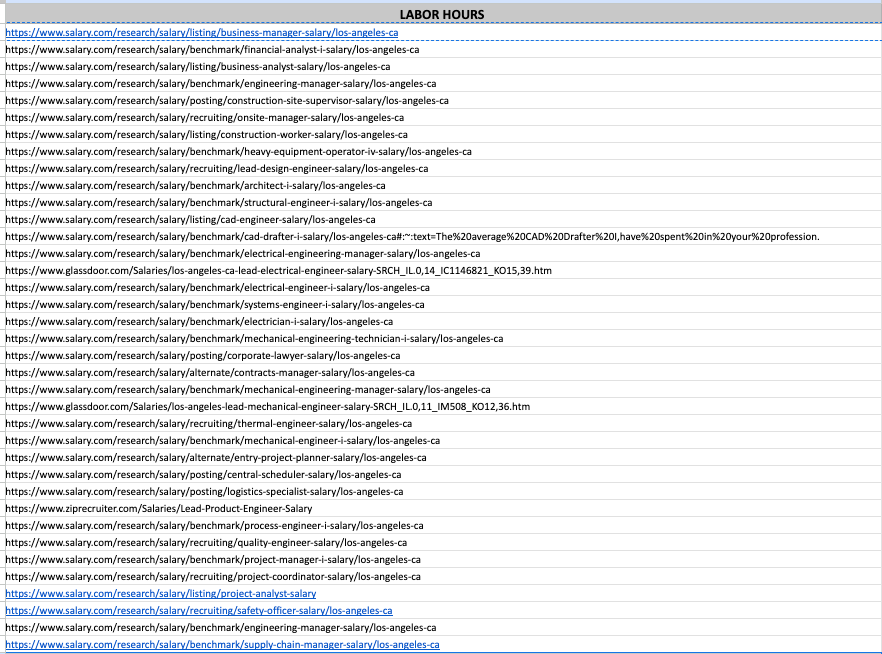 LABOR HOURS
https://www.salary.com/research/salary/listing/business-manager-salary/los-angeles-ca
https://www.salary.com/research/salary/benchmark/financial-analyst-i-salary/los-angeles-ca
https://www.salary.com/research/salary/listing/business-analyst-salary/los-angeles-ca
https://www.salary.com/research/salary/benchmark/engineering-manager-salary/los-angeles-ca
https://www.salary.com/research/salary/posting/construction-site-supervisor-salary/los-angeles-ca
https://www.salary.com/research/salary/recruiting/onsite-manager-salary/los-angeles-ca
https://www.salary.com/research/salary/listing/construction-worker-salary/los-angeles-ca
https://www.salary.com/research/salary/benchmark/heavy-equipment-operator-iv-salary/los-angeles-ca
https://www.salary.com/research/salary/recruiting/lead-design-engineer-salary/los-angeles-ca
https://www.salary.com/research/salary/benchmark/architect-i-salary/los-angeles-ca
https://www.salary.com/research/salary/benchmark/structural-engineer-i-salary/los-angeles-ca
https://www.salary.com/research/salary/listing/cad-engineer-salary/los-angeles-ca
https://www.salary.com/research/salary/benchmark/cad-drafter-i-salary/los-angeles-ca#:~:text=The%20average%20CAD%20Drafter%20I,have%20spent%20in%20your%20profession.
https://www.salary.com/research/salary/benchmark/electrical-engineering-manager-salary/los-angeles-ca
https://www.glassdoor.com/Salaries/los-angeles-ca-lead-electrical-engineer-salary-SRCH_IL.0,14_IC1146821_KO15,39.htm
https://www.salary.com/research/salary/benchmark/electrical-engineer-i-salary/los-angeles-ca
https://www.salary.com/research/salary/benchmark/systems-engineer-i-salary/los-angeles-ca
https://www.salary.com/research/salary/benchmark/electrician-i-salary/los-angeles-ca
https://www.salary.com/research/salary/benchmark/mechanical-engineering-technician-i-salary/los-angeles-ca
https://www.salary.com/research/salary/posting/corporate-lawyer-salary/los-angeles-ca
https://www.salary.com/research/salary/alternate/contracts-manager-salary/los-angeles-ca
https://www.salary.com/research/salary/benchmark/mechanical-engineering-manager-salary/los-angeles-ca
https://www.glassdoor.com/Salaries/los-angeles-lead-mechanical-engineer-salary-SRCH_IL.0,11_IM508_KO12,36.htm
https://www.salary.com/research/salary/recruiting/thermal-engineer-salary/los-angeles-ca
https://www.salary.com/research/salary/benchmark/mechanical-engineer-i-salary/los-angeles-ca
https://www.salary.com/research/salary/alternate/entry-project-planner-salary/los-angeles-ca
https://www.salary.com/research/salary/posting/central-scheduler-salary/los-angeles-ca
https://www.salary.com/research/salary/posting/logistics-specialist-salary/los-angeles-ca
https://www.ziprecruiter.com/Salaries/Lead-Product-Engineer-Salary
https://www.salary.com/research/salary/benchmark/process-engineer-i-salary/los-angeles-ca
https://www.salary.com/research/salary/recruiting/quality-engineer-salary/los-angeles-ca
https://www.salary.com/research/salary/benchmark/project-manager-i-salary/los-angeles-ca
https://www.salary.com/research/salary/recruiting/project-coordinator-salary/los-angeles-ca
https://www.salary.com/research/salary/listing/project-analyst-salary
https://www.salary.com/research/salary/recruiting/safety-officer-salary/los-angeles-ca
https://www.salary.com/research/salary/benchmark/engineering-manager-salary/los-angeles-ca
https://www.salary.com/research/salary/benchmark/supply-chain-manager-salary/los-angeles-ca